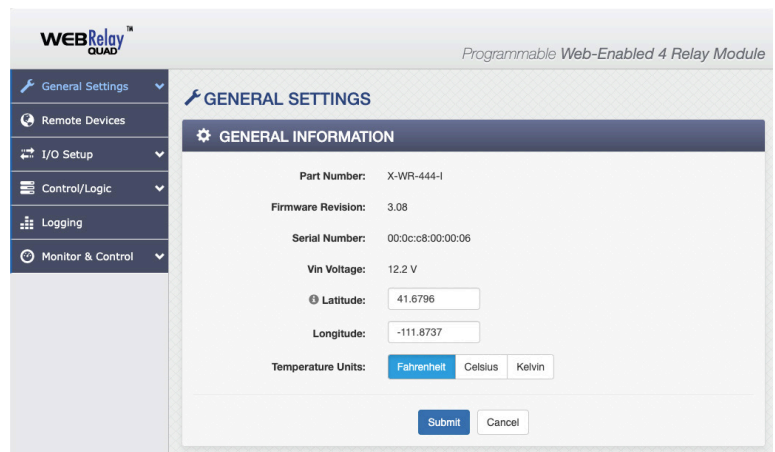 WEBRelay™
QUAD
Programmable Web-Enabled 4 Relay Module
General Settings
Remote Devices
I/O Setup
Control/Logic
Logging
Monitor & Control
GENERAL SETTINGS
GENERAL INFORMATION
Part Number: X-WR-444-I
Firmware Revision: 3.08
Serial Number: 00:0c:c8:00:00:06
Vin Voltage: 12.2 V
Latitude: 41.6796
Longitude: -111.8737
Temperature Units: Fahrenheit Celsius Kelvin
Submit Cancel